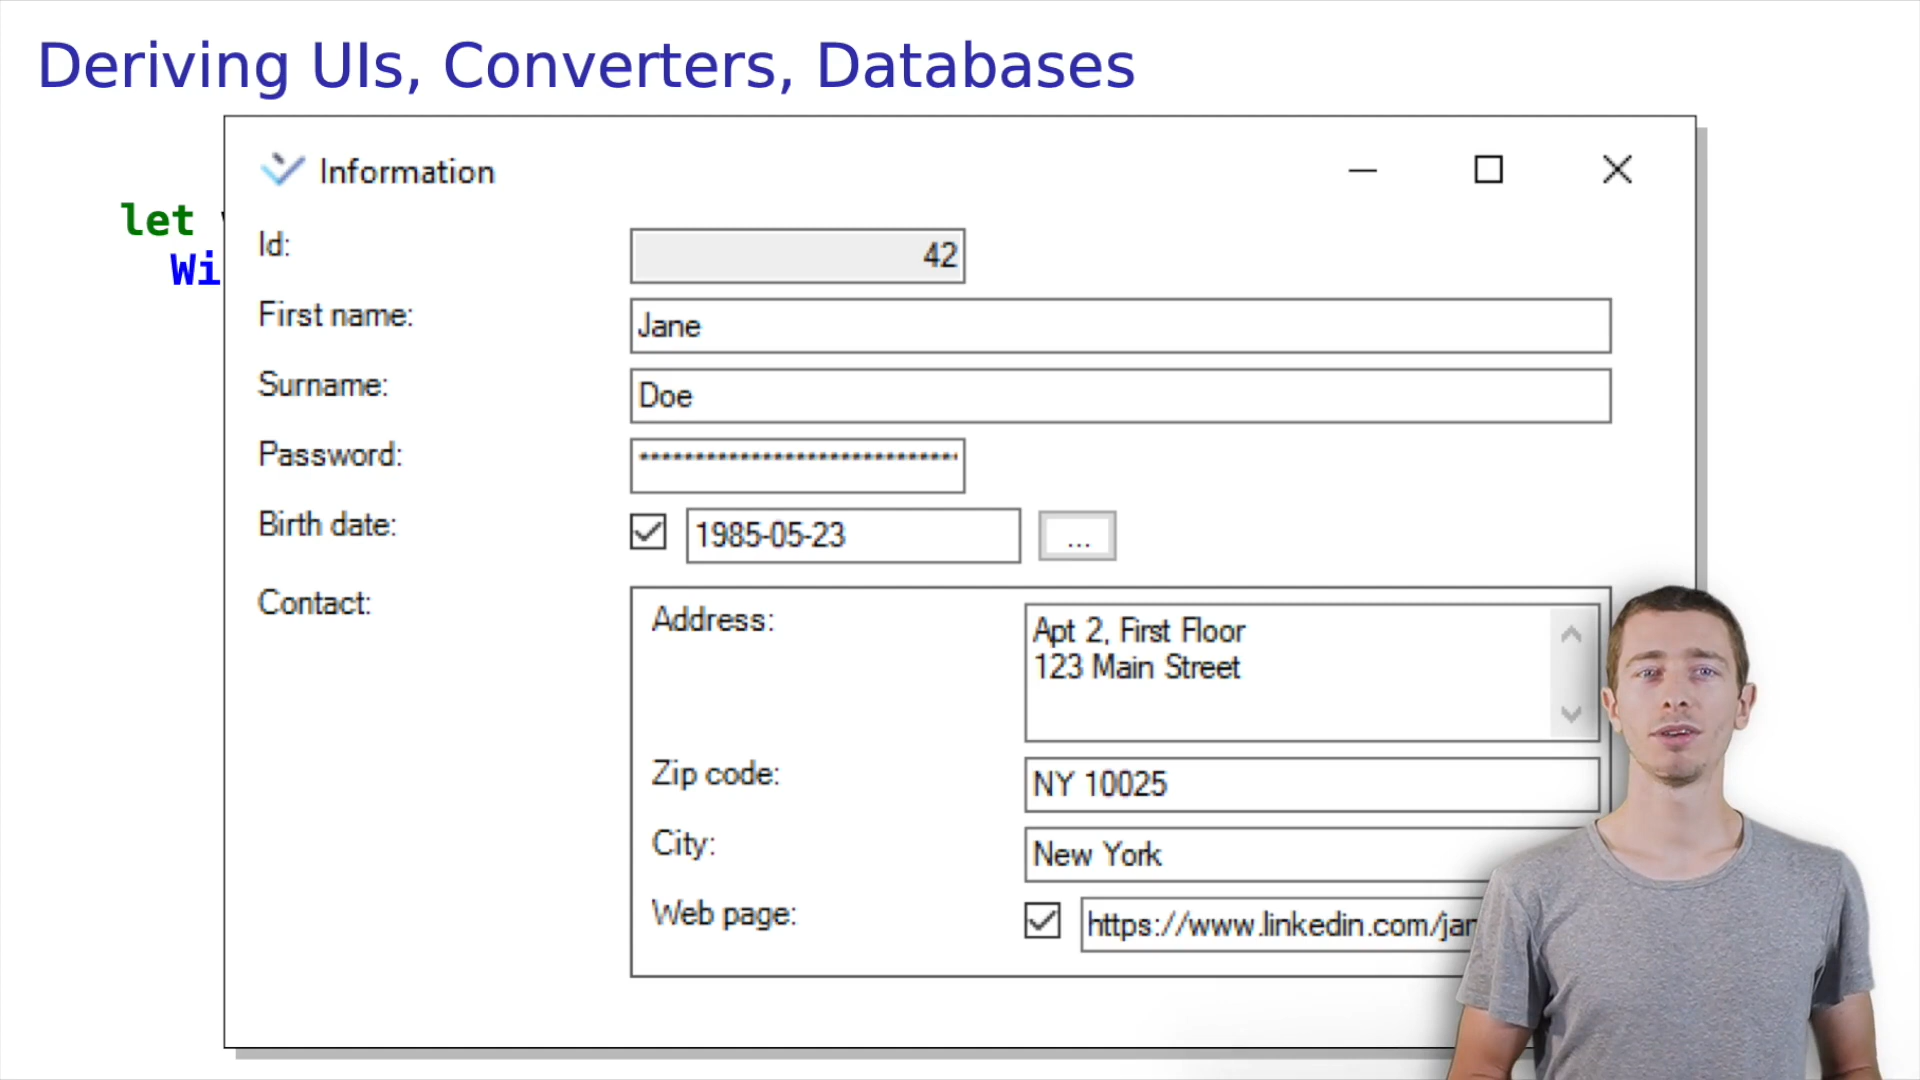 Deriving UIs, Converters, Databases
Information
let
Wi
Id:
42
First name:
Jane
Surname:
Doe
Password:
Birth date:
1985-05-23
...
Contact:
Address:
Apt 2, First Floor
123 Main Street
Zip code:
NY 10025
City:
New York
Web page:
https://www.linkedin.com/jan